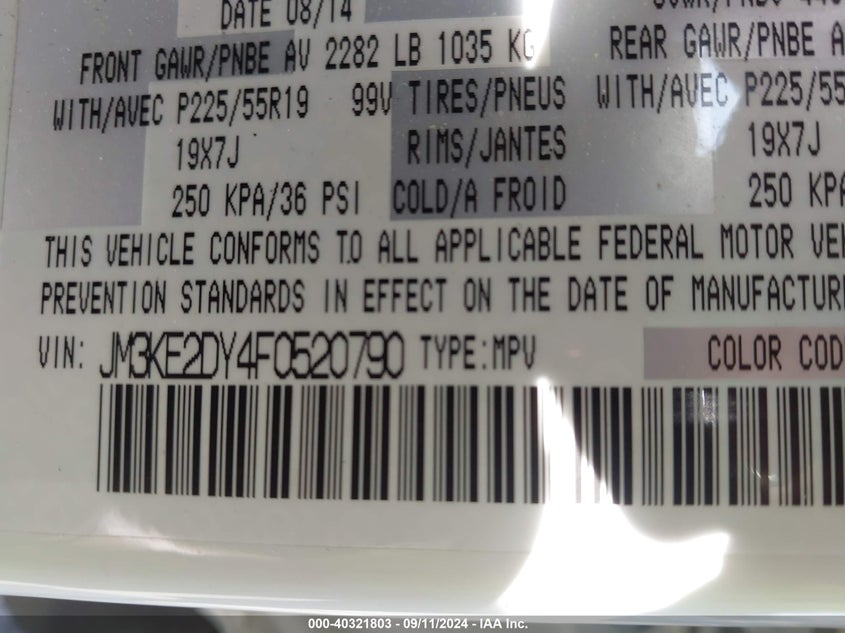 DATE 08/14
FRONT GAWR/PNBE AV 2282 LB 1035 KG REAR GAWR/PNBE A
WITH/AVEC P225/55R19 99V TIRES/PNEUS WITH/AVEC P225/55
19X7J RIMS/JANTES 19X7J
250 KPA/36 PSI COLD/A FROID 250 KPA
THIS VEHICLE CONFORMS TO ALL APPLICABLE FEDERAL MOTOR VEH
PREVENTION STANDARDS IN EFFECT ON THE DATE OF MANUFACTUR
VIN: JM3KE2DY4F0520790 TYPE:MPV COLOR COD
000-40321803 - 09/11/2024 - IAA Inc.